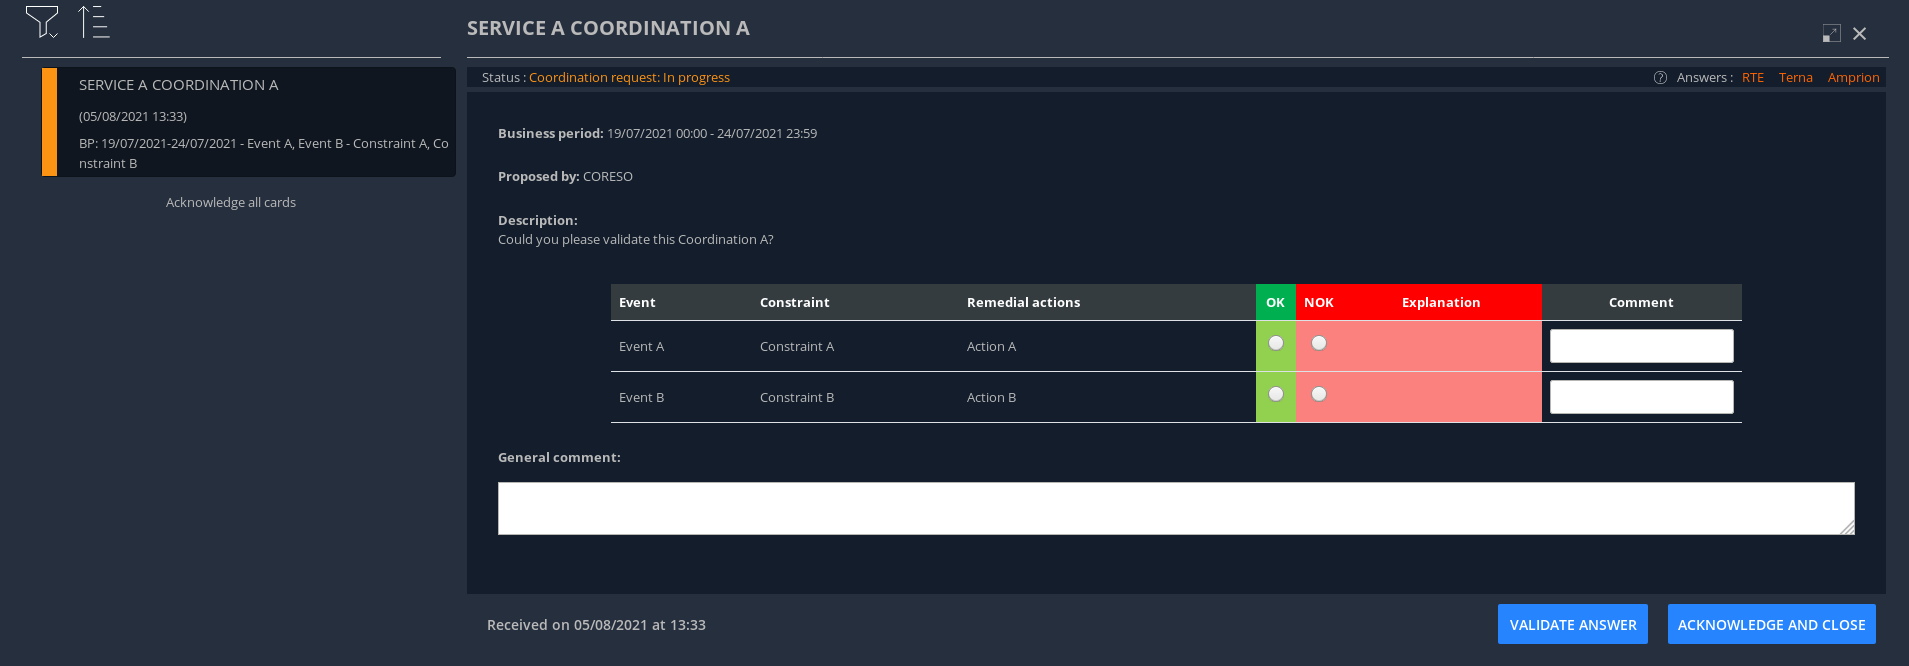 SERVICE A COORDINATION A
SERVICE A COORDINATION A
(05/08/2021 13:33)
BP: 19/07/2021-24/07/2021 - Event A, Event B - Constraint A, Co
nstraint B
Acknowledge all cards
Status : Coordination request: In progress
? Answers : RTE Terna Amprion
Business period: 19/07/2021 00:00 - 24/07/2021 23:59
Proposed by: CORESO
Description:
Could you please validate this Coordination A?
Event Constraint Remedial actions OK NOK Explanation Comment
Event A Constraint A Action A
Event B Constraint B Action B
General comment:
Received on 05/08/2021 at 13:33
VALIDATE ANSWER
ACKNOWLEDGE AND CLOSE